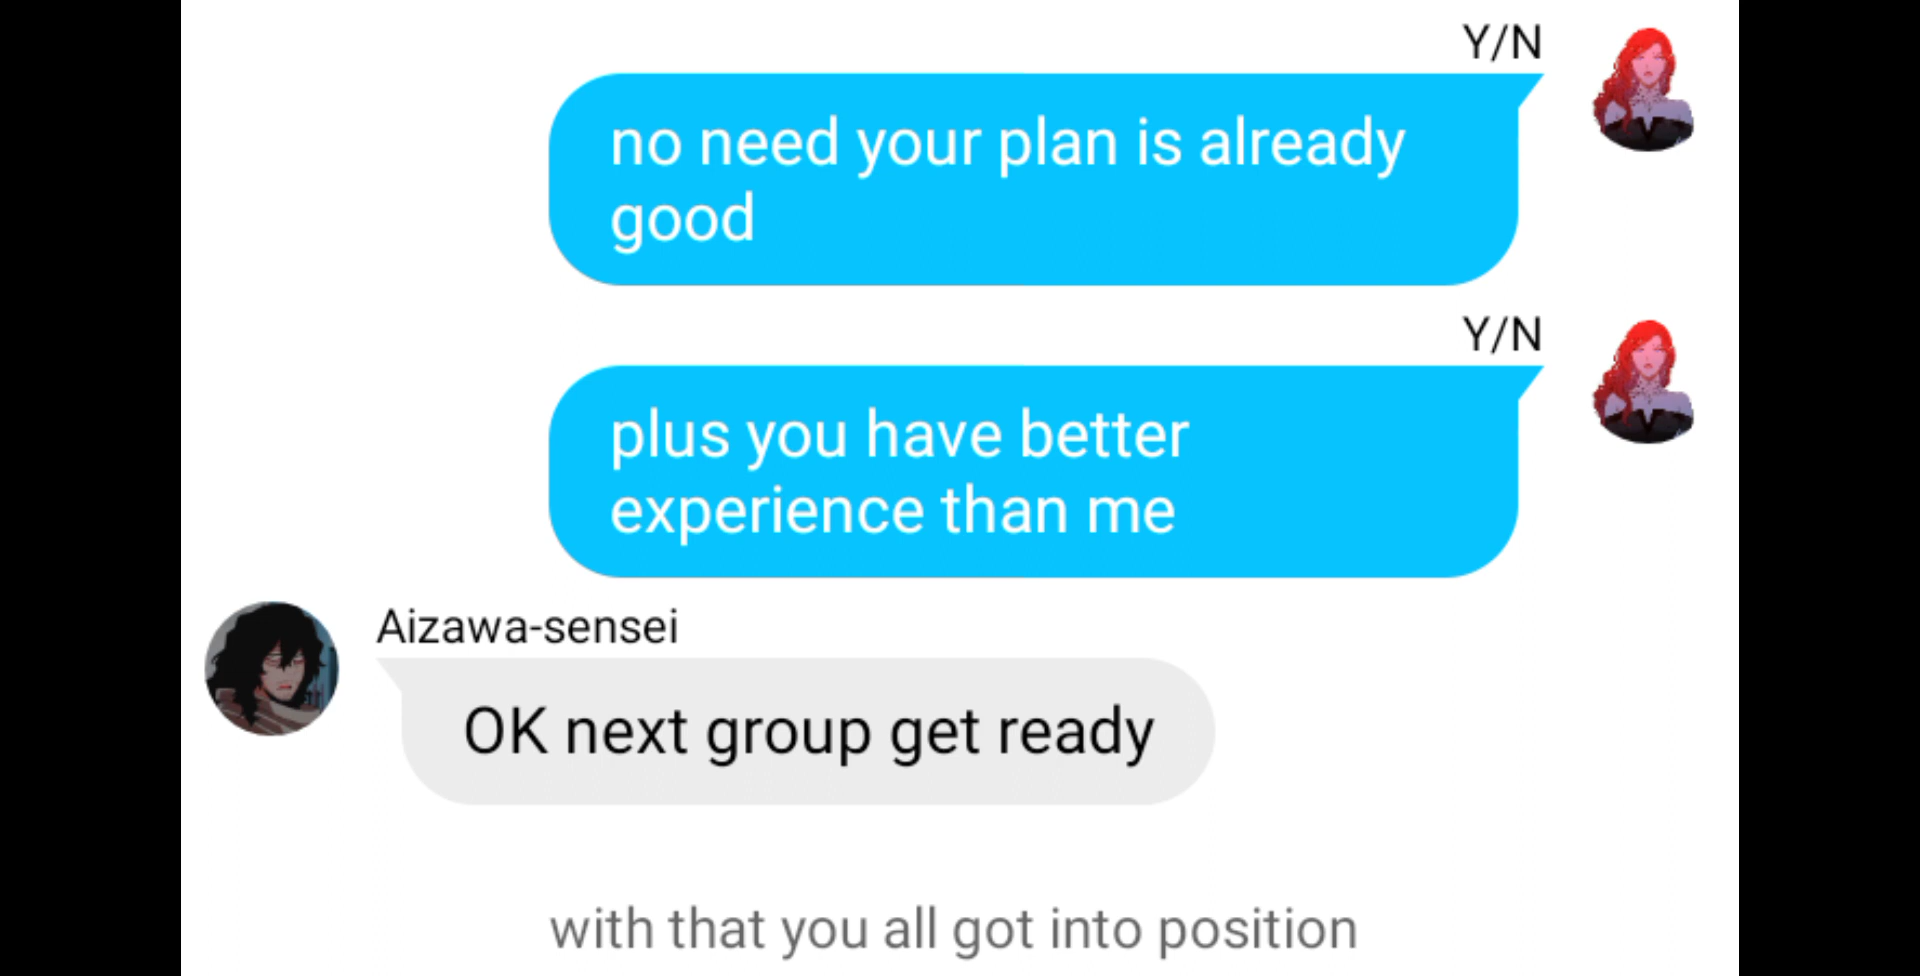 Y/N
no need your plan is already
good
Y/N
plus you have better
experience than me
Aizawa-sensei
OK next group get ready
with that you all got into position